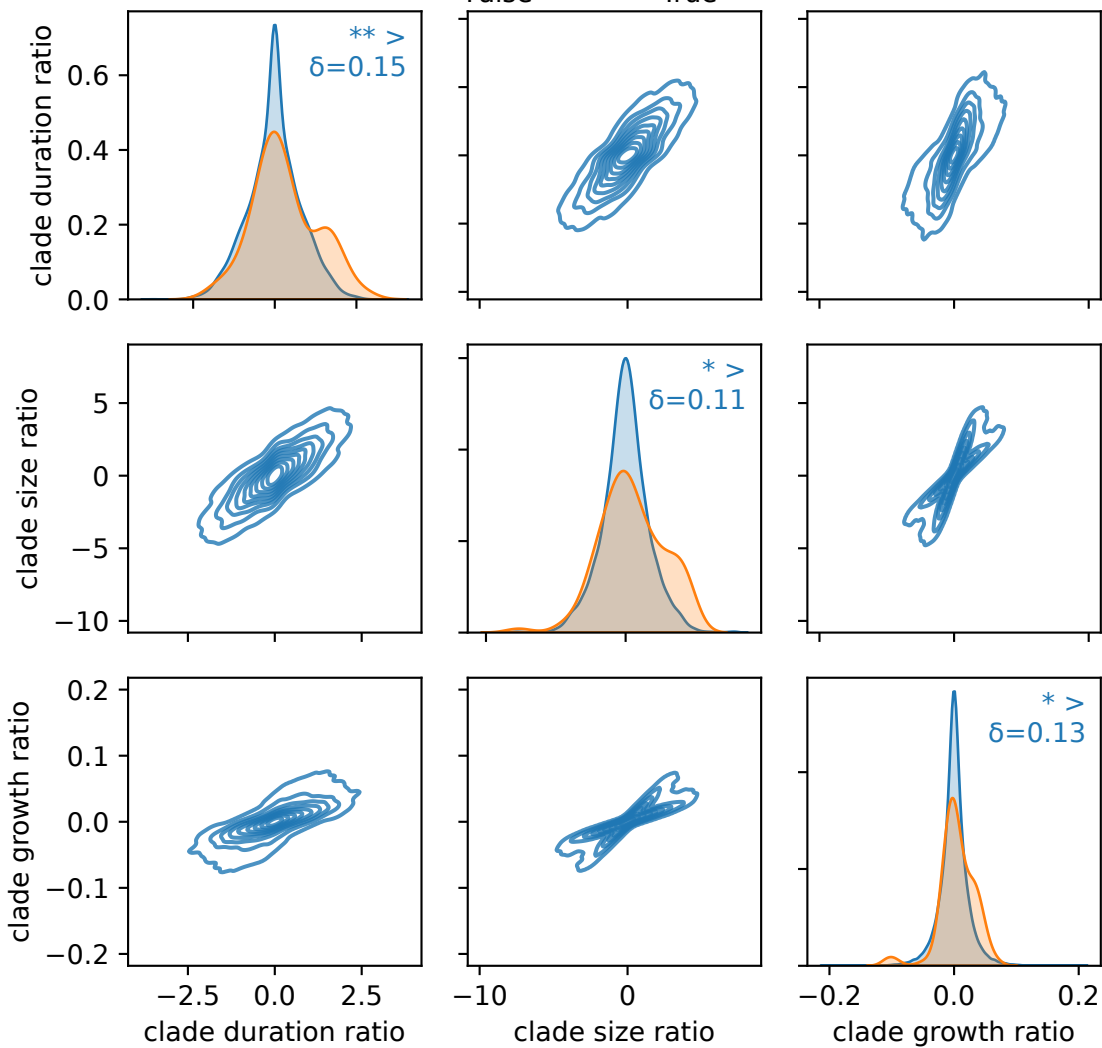 clade duration ratio
0.6
0.4
0.2
0.0
** >
δ=0.15
clade size ratio
5
0
−5
−10
* >
δ=0.11
clade growth ratio
0.2
0.1
0.0
−0.1
−0.2
* >
δ=0.13
−2.5 0.0 2.5
clade duration ratio
−10 0
clade size ratio
−0.2 0.0 0.2
clade growth ratio